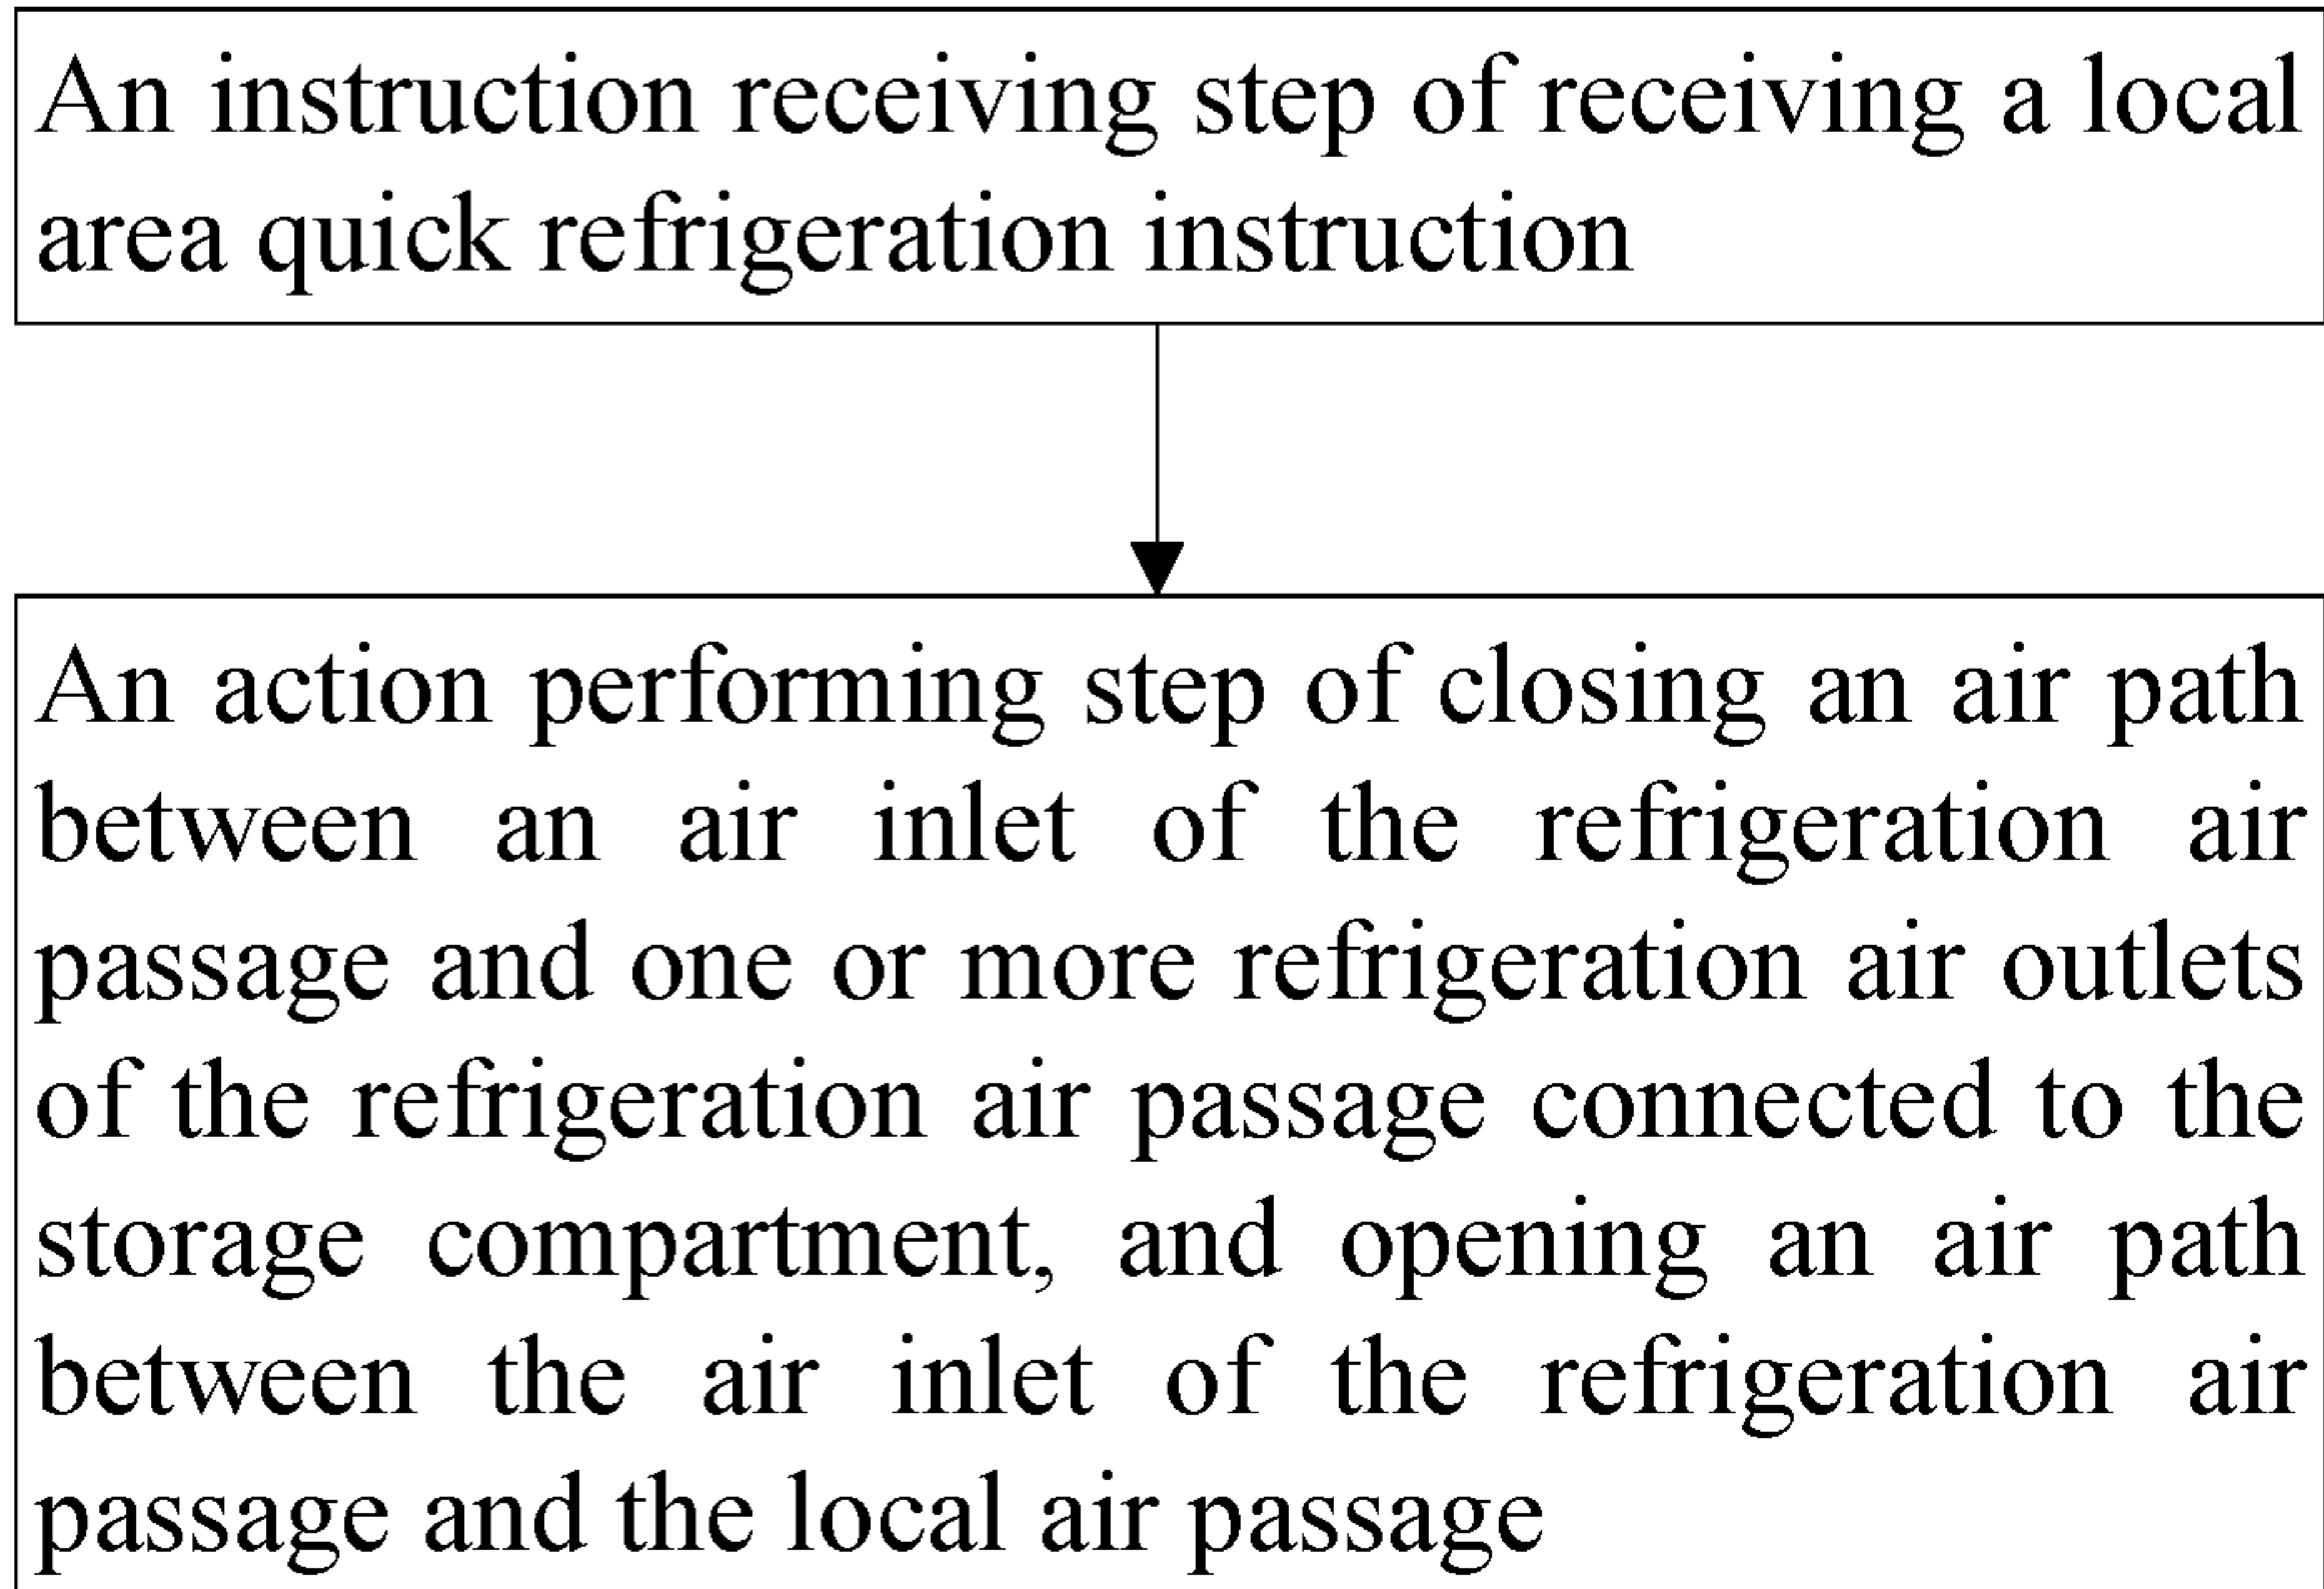 An instruction receiving step of receiving a local
area quick refrigeration instruction
An action performing step of closing an air path
between an air inlet of the refrigeration air
passage and one or more refrigeration air outlets
of the refrigeration air passage connected to the
storage compartment, and opening an air path
between the air inlet of the refrigeration air
passage and the local air passage